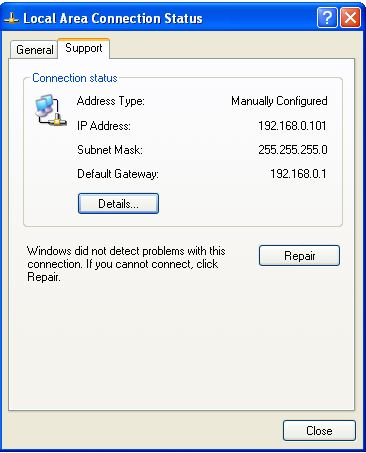 Local Area Connection Status
General Support
Connection status
Address Type: Manually Configured
IP Address: 192.168.0.101
Subnet Mask: 255.255.255.0
Default Gateway: 192.168.0.1
Details...
Windows did not detect problems with this
connection. If you cannot connect, click
Repair.
Repair
Close